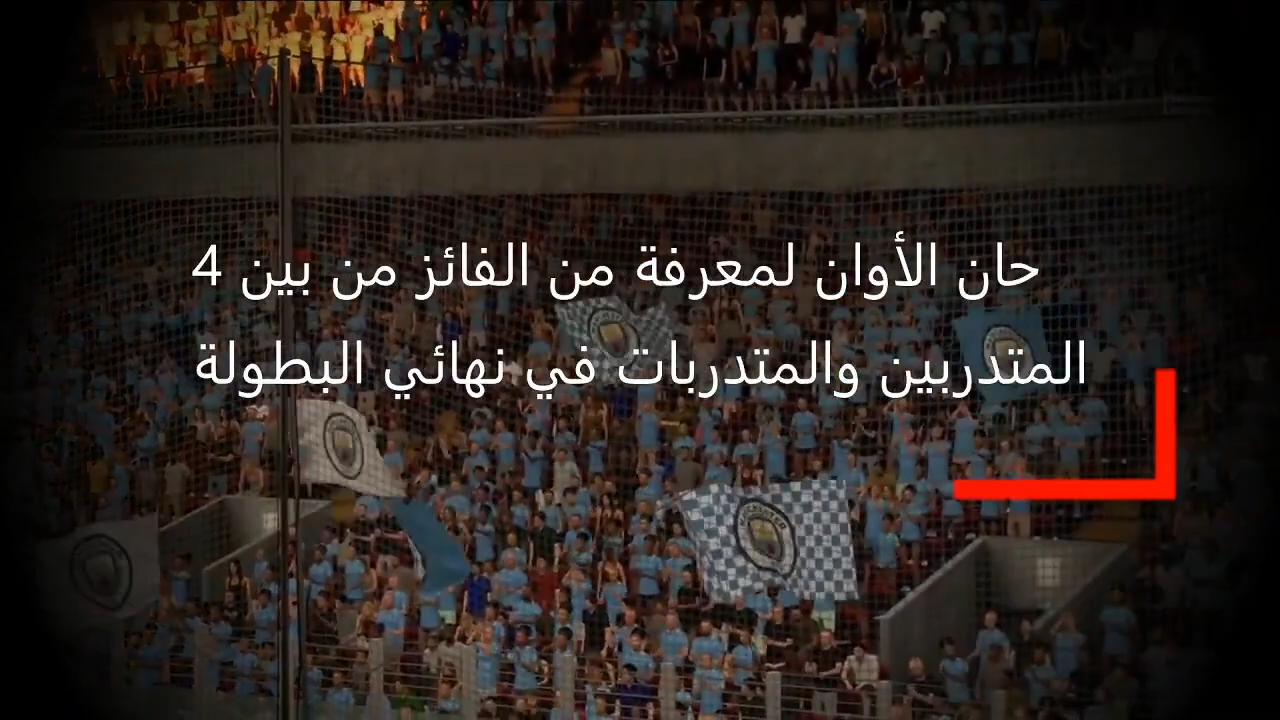 حان الأوان لمعرفة من الفائز من بين 4
المتدربين والمتدربات في نهائي البطولة